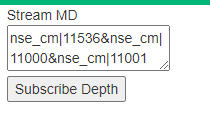 Stream MD
nse_cm|11536&nse_cm|
11000&nse_cm|11001
Subscribe Depth